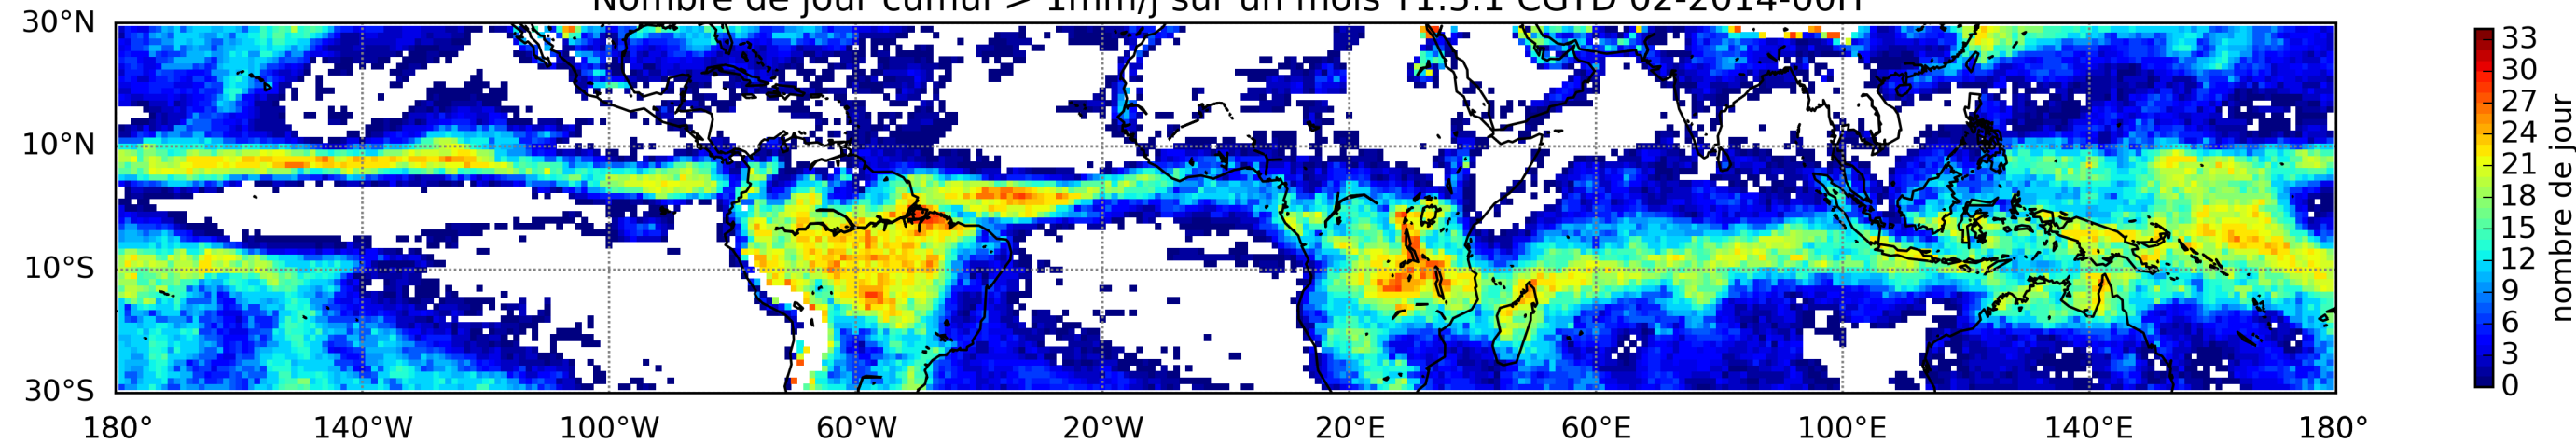 Nombre de jour cumul > 1mm/j sur un mois T1.5.1 CGTD 02-2014-00H
30°N
10°N
10°S
30°S
180° 140°W 100°W 60°W 20°W 20°E 60°E 100°E 140°E 180°
33
30
27
24
21
18
15
12
9
6
3
0
nombre de jour